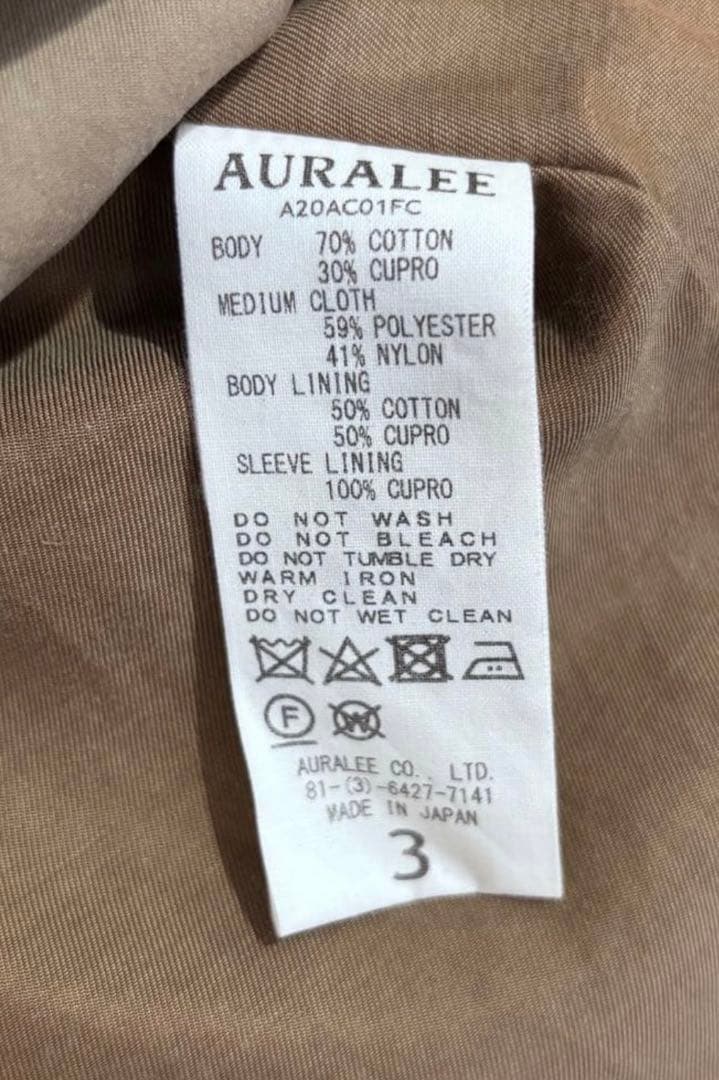 AURALEE
A20AC01FC
BODY 70% COTTON
30% CUPRO
MEDIUM CLOTH
59% POLYESTER
41% NYLON
BODY LINING
50% COTTON
50% CUPRO
SLEEVE LINING
100% CUPRO
DO NOT WASH
DO NOT BLEACH
DO NOT TUMBLE DRY
WARM IRON
DRY CLEAN
DO NOT WET CLEAN
F W
AURALEE CO., LTD.
81-(3)-6427-7141
MADE IN JAPAN
3